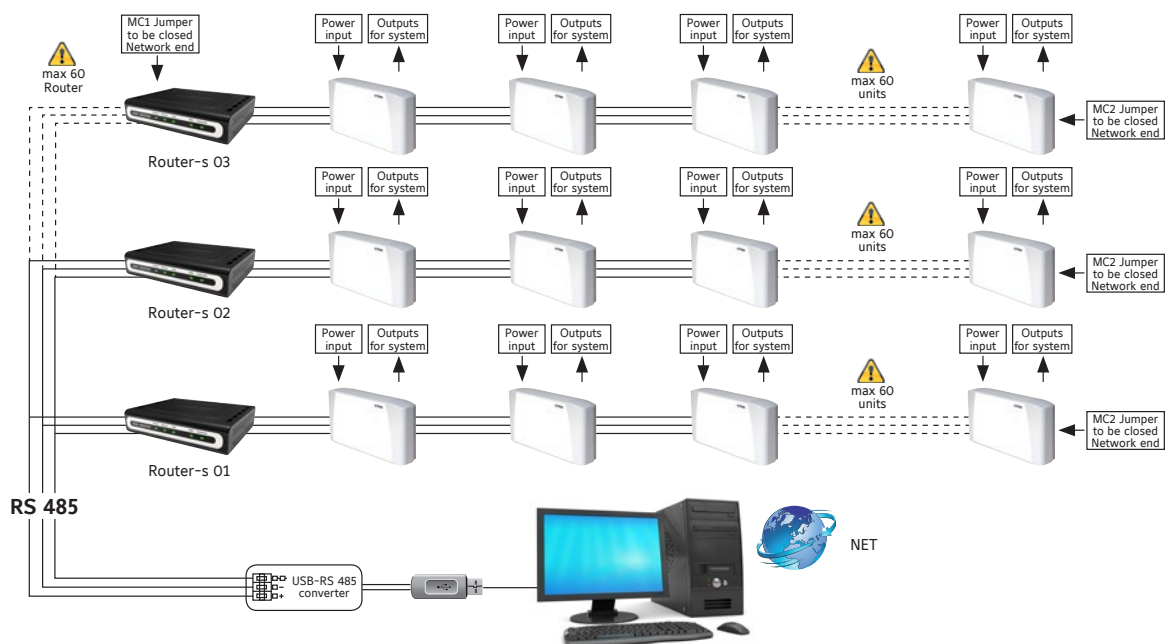 MC1 Jumper
to be closed
Network end
Power
input
Outputs
for system
Power
input
Outputs
for system
Power
input
Outputs
for system
Power
input
Outputs
for system
max 60
Router
max 60
units
MC2 Jumper
to be closed
Network end
Router-s 03
Power
input
Outputs
for system
Power
input
Outputs
for system
Power
input
Outputs
for system
Power
input
Outputs
for system
max 60
units
MC2 Jumper
to be closed
Network end
Router-s 02
Power
input
Outputs
for system
Power
input
Outputs
for system
Power
input
Outputs
for system
Power
input
Outputs
for system
max 60
units
MC2 Jumper
to be closed
Network end
Router-s 01
RS 485
NET
USB-RS 485
converter
-
+